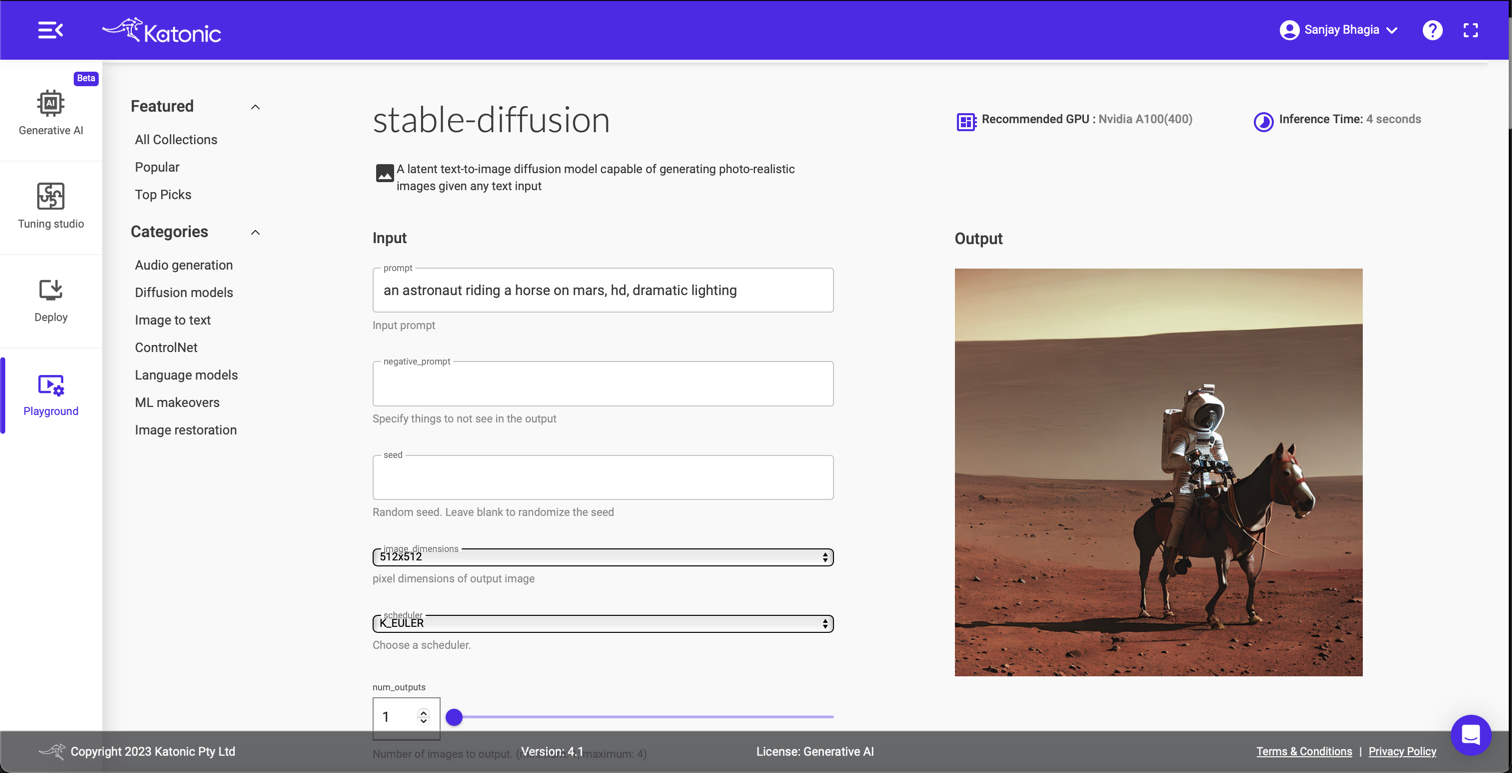 Katonic
Sanjay Bhagia
?
Beta
AI
Generative AI
Tuning studio
Deploy
Playground
Featured
All Collections
Popular
Top Picks
Categories
Audio generation
Diffusion models
Image to text
ControlNet
Language models
ML makeovers
Image restoration
stable-diffusion
Recommended GPU : Nvidia A100(400)
Inference Time: 4 seconds
A latent text-to-image diffusion model capable of generating photo-realistic
images given any text input
Input
prompt
an astronaut riding a horse on mars, hd, dramatic lighting
Input prompt
negative_prompt
Specify things to not see in the output
seed
Random seed. Leave blank to randomize the seed
image_dimensions
512x512
pixel dimensions of output image
scheduler
K_EULER
Choose a scheduler.
num_outputs
1
Number of images to output. maximum: 4)
Output
Copyright 2023 Katonic Pty Ltd
Version: 4.1
License: Generative AI
Terms & Conditions | Privacy Policy